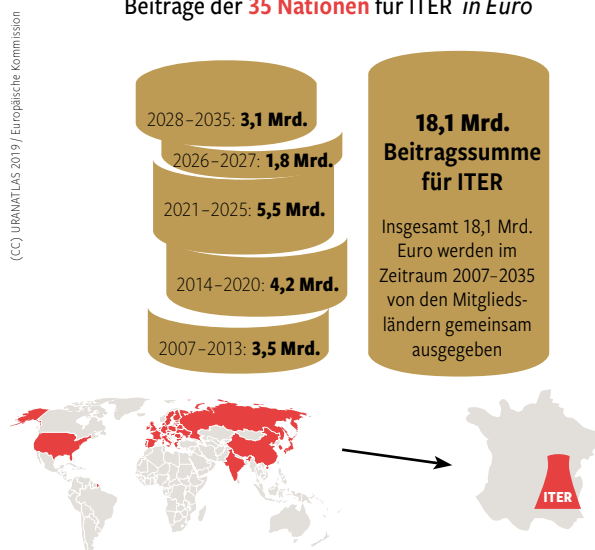 Beiträge der 35 Nationen für ITER in Euro
(CC) URANATLAS 2019 / Europäische Kommission
2028–2035: 3,1 Mrd.
2026–2027: 1,8 Mrd.
2021–2025: 5,5 Mrd.
2014–2020: 4,2 Mrd.
2007–2013: 3,5 Mrd.
18,1 Mrd.
Beitragssumme
für ITER
Insgesamt 18,1 Mrd.
Euro werden im
Zeitraum 2007–2035
von den Mitglieds-
ländern gemeinsam
ausgegeben
ITER